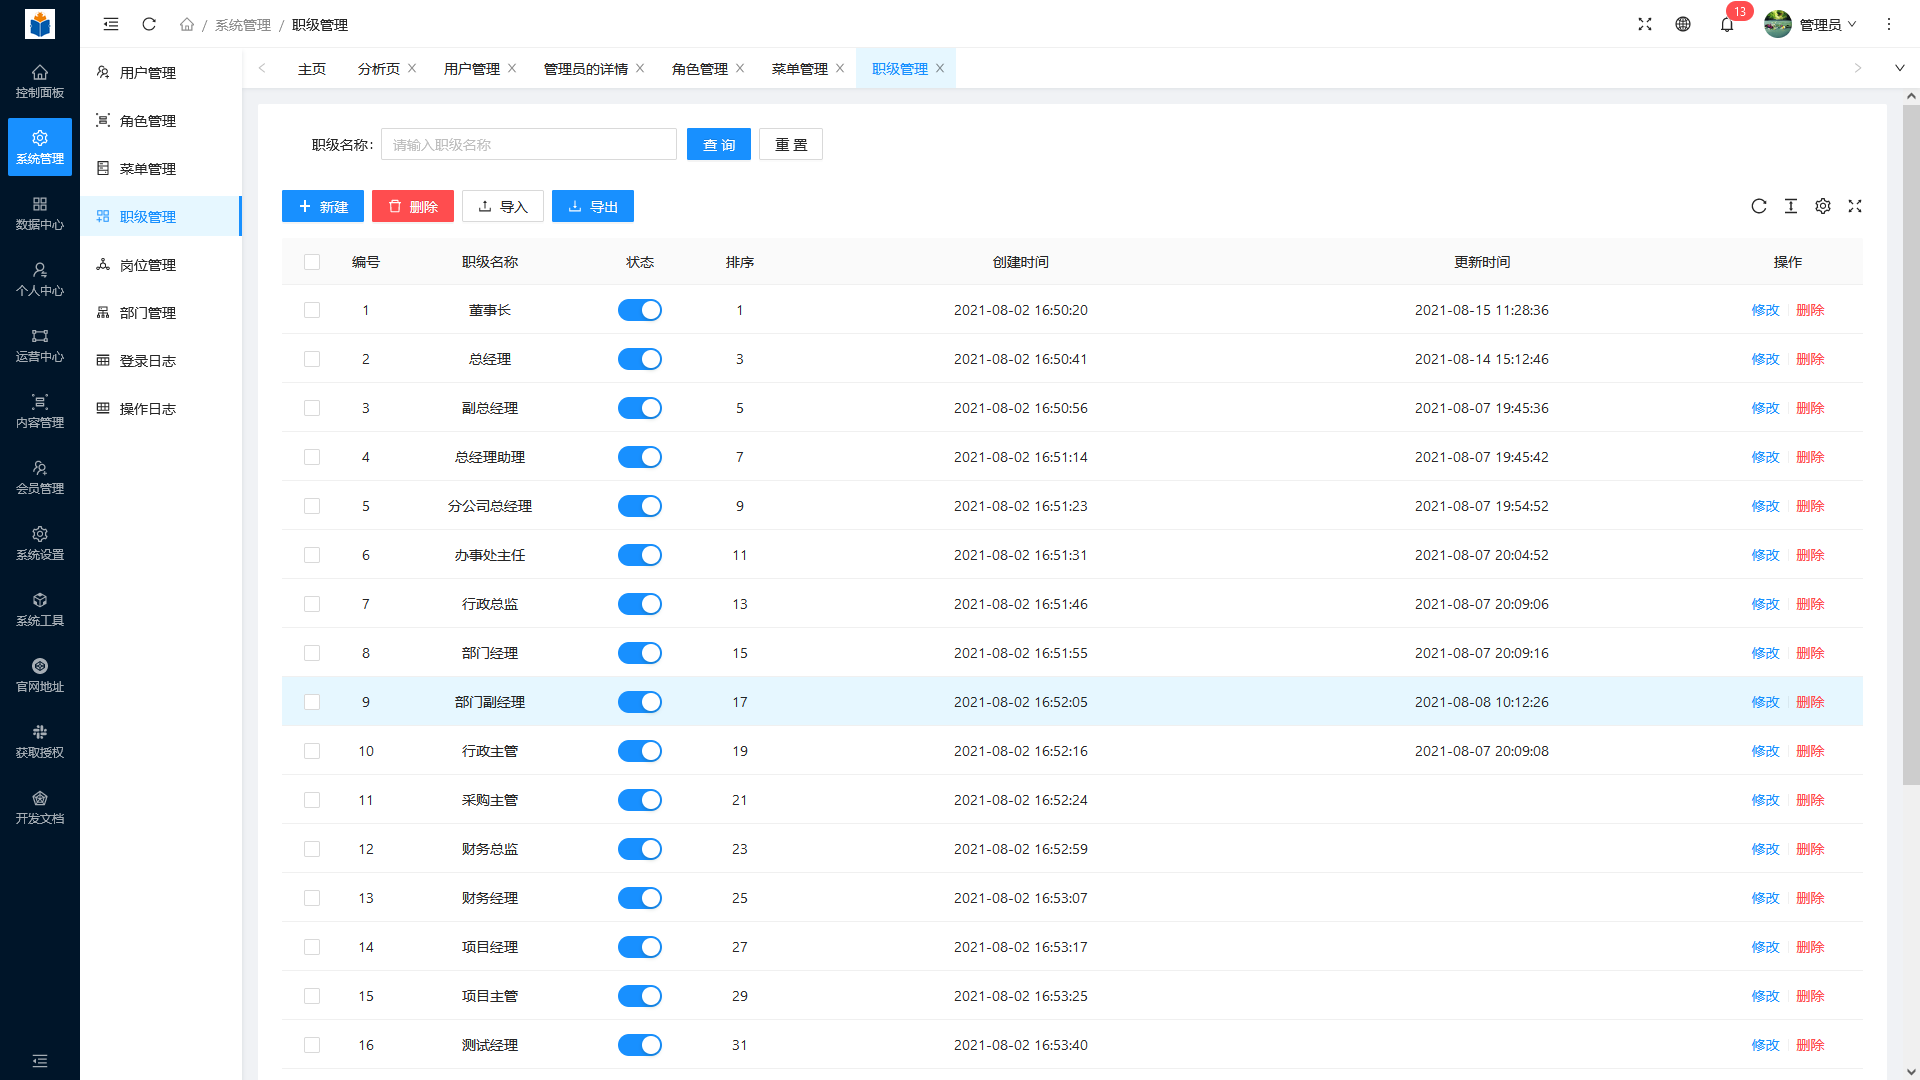 控制面板
系统管理
数据中心
个人中心
运营中心
内容管理
会员管理
系统设置
系统工具
官网地址
获取授权
开发文档
/ 系统管理 / 职级管理
13
管理员
用户管理
角色管理
菜单管理
职级管理
岗位管理
部门管理
登录日志
操作日志
主页 分析页 用户管理 管理员的详情 角色管理 菜单管理 职级管理
职级名称: 请输入职级名称 查 询 重 置
新建 删除 导入 导出
编号 职级名称 状态 排序 创建时间 更新时间 操作
1 董事长 1 2021-08-02 16:50:20 2021-08-15 11:28:36 修改 删除
2 总经理 3 2021-08-02 16:50:41 2021-08-14 15:12:46 修改 删除
3 副总经理 5 2021-08-02 16:50:56 2021-08-07 19:45:36 修改 删除
4 总经理助理 7 2021-08-02 16:51:14 2021-08-07 19:45:42 修改 删除
5 分公司总经理 9 2021-08-02 16:51:23 2021-08-07 19:54:52 修改 删除
6 办事处主任 11 2021-08-02 16:51:31 2021-08-07 20:04:52 修改 删除
7 行政总监 13 2021-08-02 16:51:46 2021-08-07 20:09:06 修改 删除
8 部门经理 15 2021-08-02 16:51:55 2021-08-07 20:09:16 修改 删除
9 部门副经理 17 2021-08-02 16:52:05 2021-08-08 10:12:26 修改 删除
10 行政主管 19 2021-08-02 16:52:16 2021-08-07 20:09:08 修改 删除
11 采购主管 21 2021-08-02 16:52:24 修改 删除
12 财务总监 23 2021-08-02 16:52:59 修改 删除
13 财务经理 25 2021-08-02 16:53:07 修改 删除
14 项目经理 27 2021-08-02 16:53:17 修改 删除
15 项目主管 29 2021-08-02 16:53:25 修改 删除
16 测试经理 31 2021-08-02 16:53:40 修改 删除